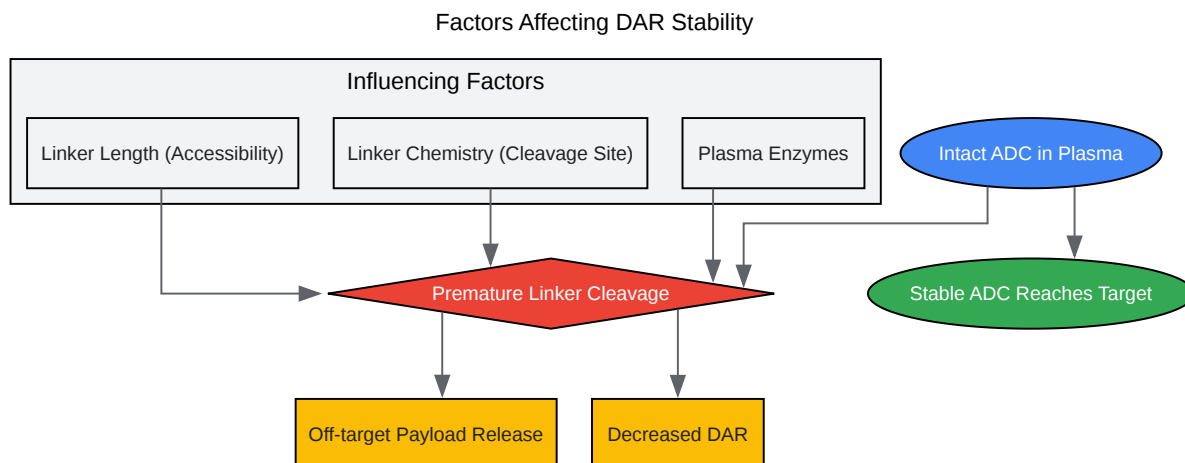 Factors Affecting DAR Stability
Influencing Factors
Linker Length (Accessibility)
Linker Chemistry (Cleavage Site)
Plasma Enzymes
Intact ADC in Plasma
Premature Linker Cleavage
Stable ADC Reaches Target
Off-target Payload Release
Decreased DAR